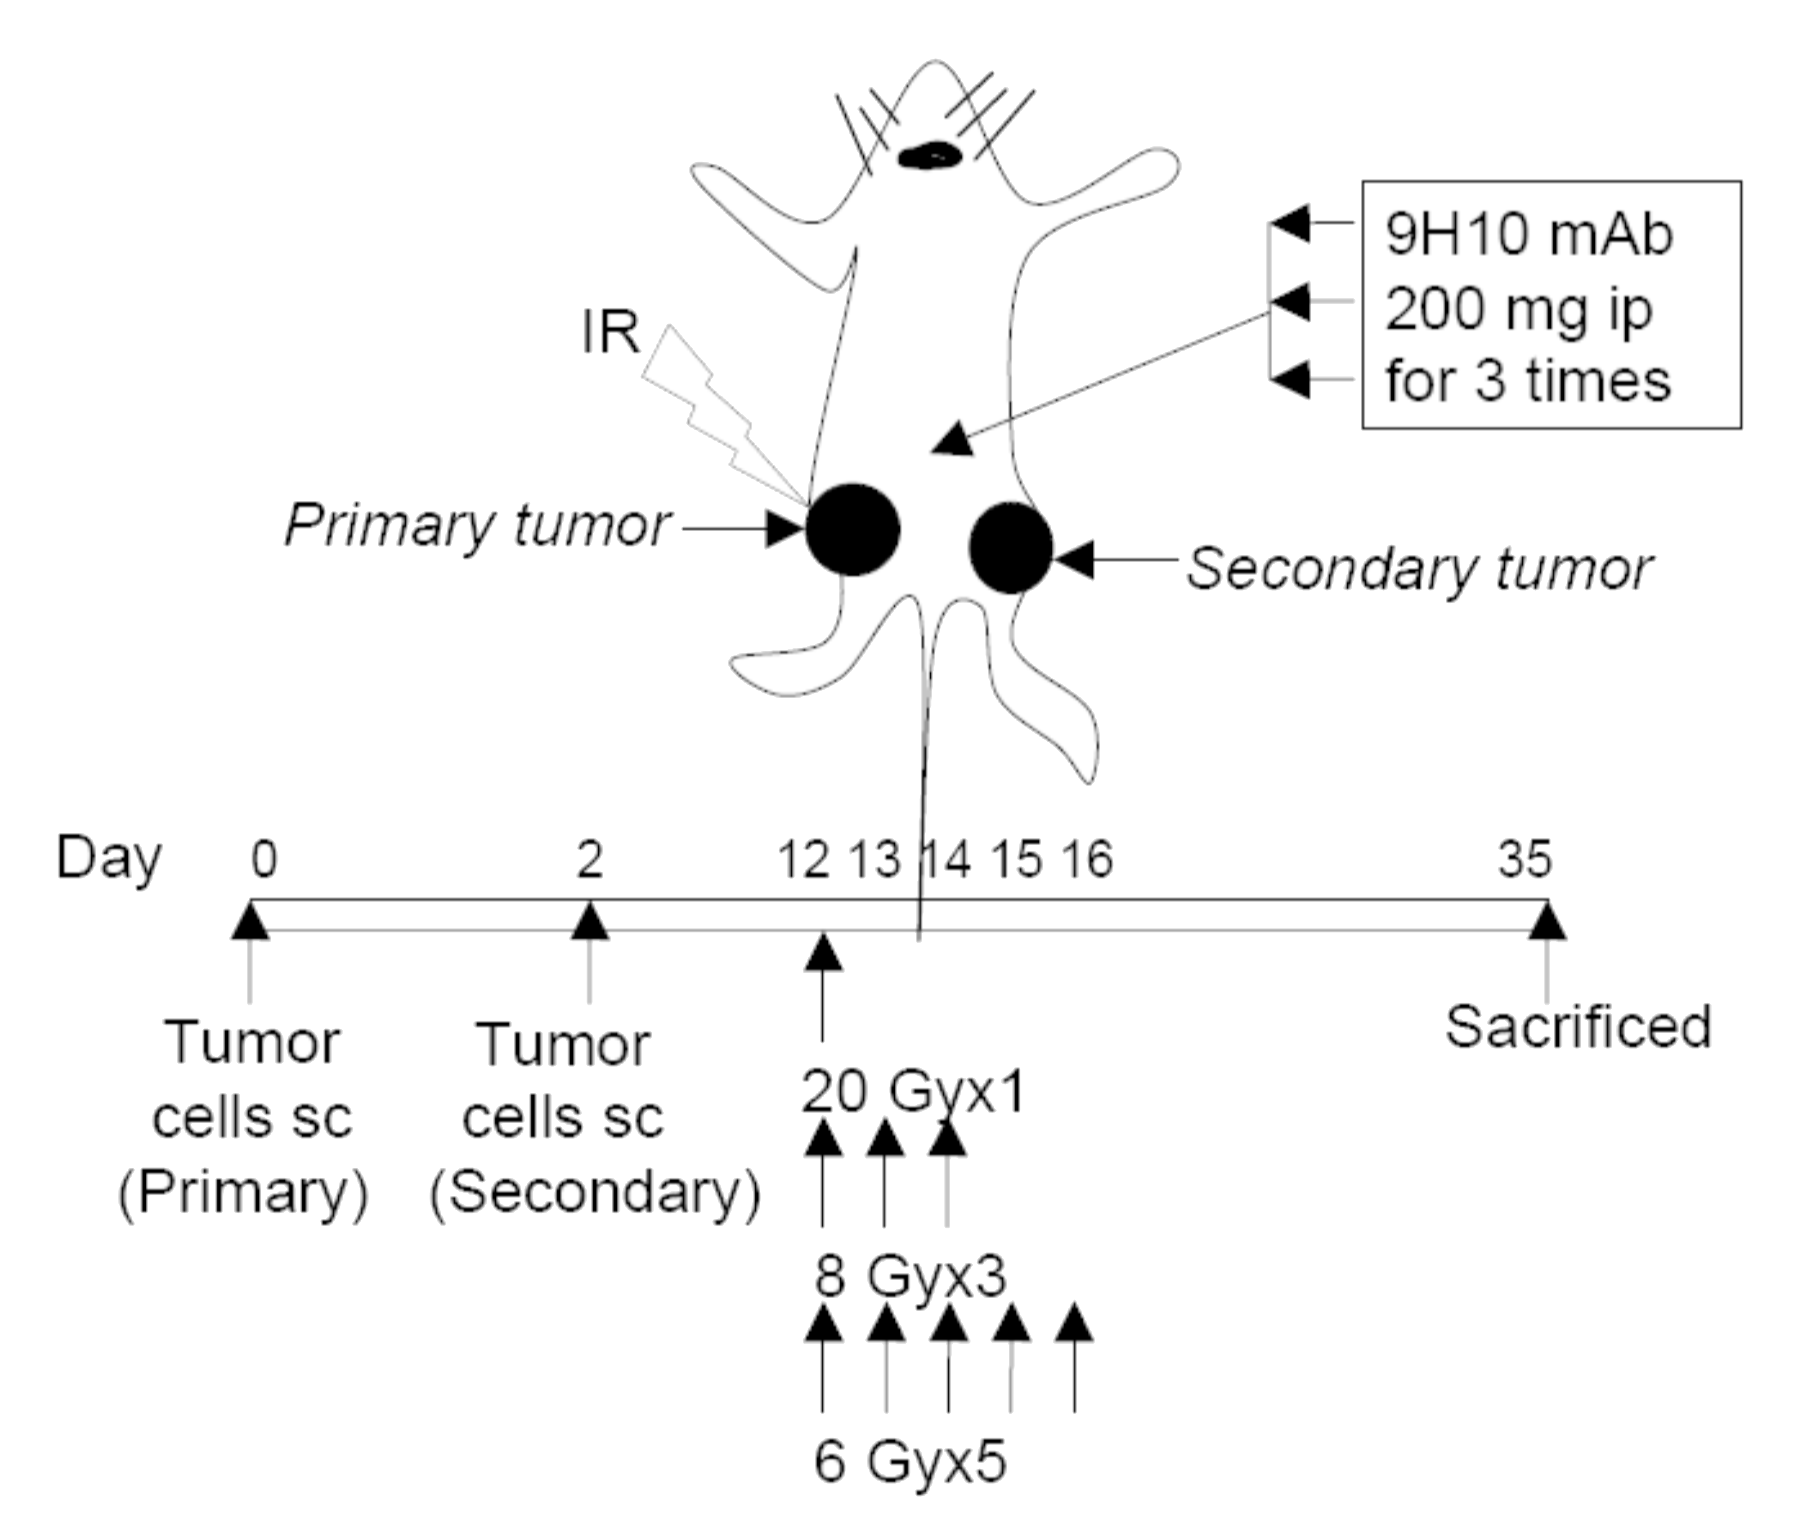 9H10 mAb
200 mg ip
for 3 times
IR
Primary tumor
Secondary tumor
Day 0 2 12 13 14 15 16 35
Tumor
cells sc
(Primary)
Tumor
cells sc
(Secondary)
20 Gyx1
8 Gyx3
6 Gyx5
Sacrificed